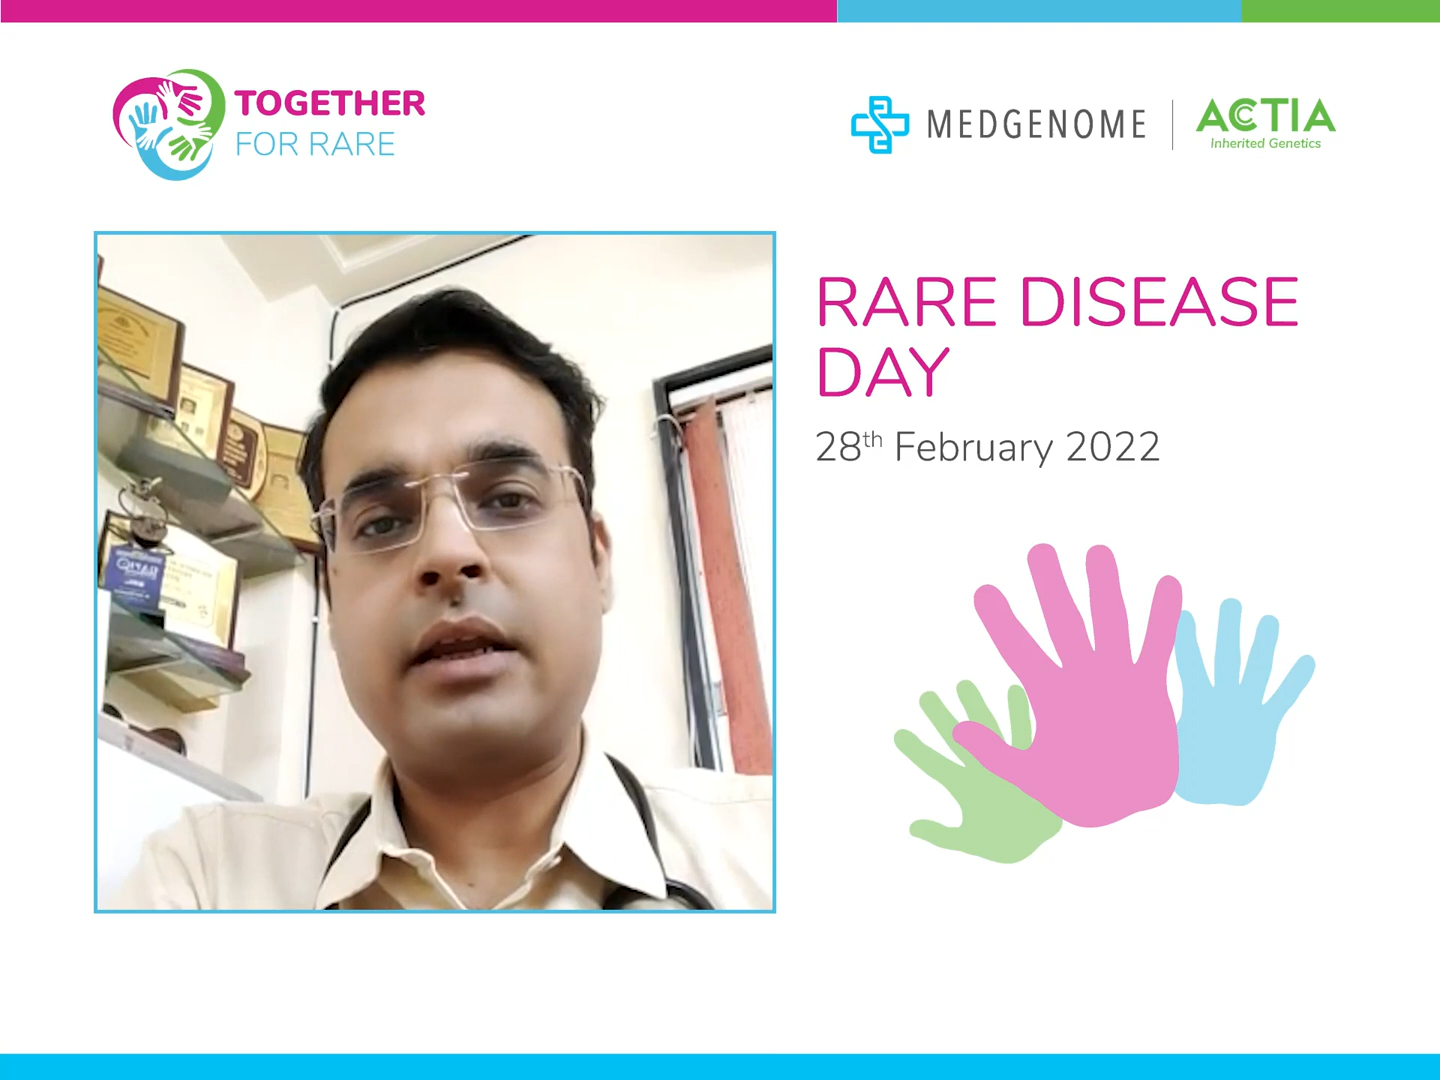 TOGETHER
FOR RARE
MEDGENOME
ACTIA
Inherited Genetics
RARE DISEASE
DAY
28th February 2022